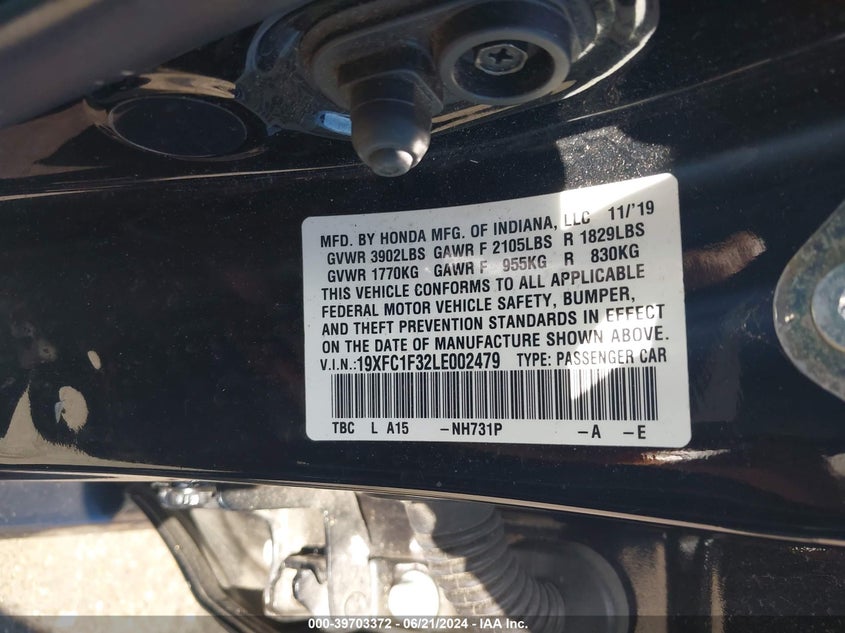 MFD. BY HONDA MFG. OF INDIANA, LLC 11/'19
GVWR 3902LBS GAWR F 2105LBS R 1829LBS
GVWR 1770KG GAWR F 955KG R 830KG
THIS VEHICLE CONFORMS TO ALL APPLICABLE
FEDERAL MOTOR VEHICLE SAFETY, BUMPER,
AND THEFT PREVENTION STANDARDS IN EFFECT
ON THE DATE OF MANUFACTURE SHOWN ABOVE.
V.I.N.:19XFC1F32LE002479 TYPE: PASSENGER CAR
TBC L A15 -NH731P -A -E
000-39703372 - 06/21/2024 - IAA Inc.